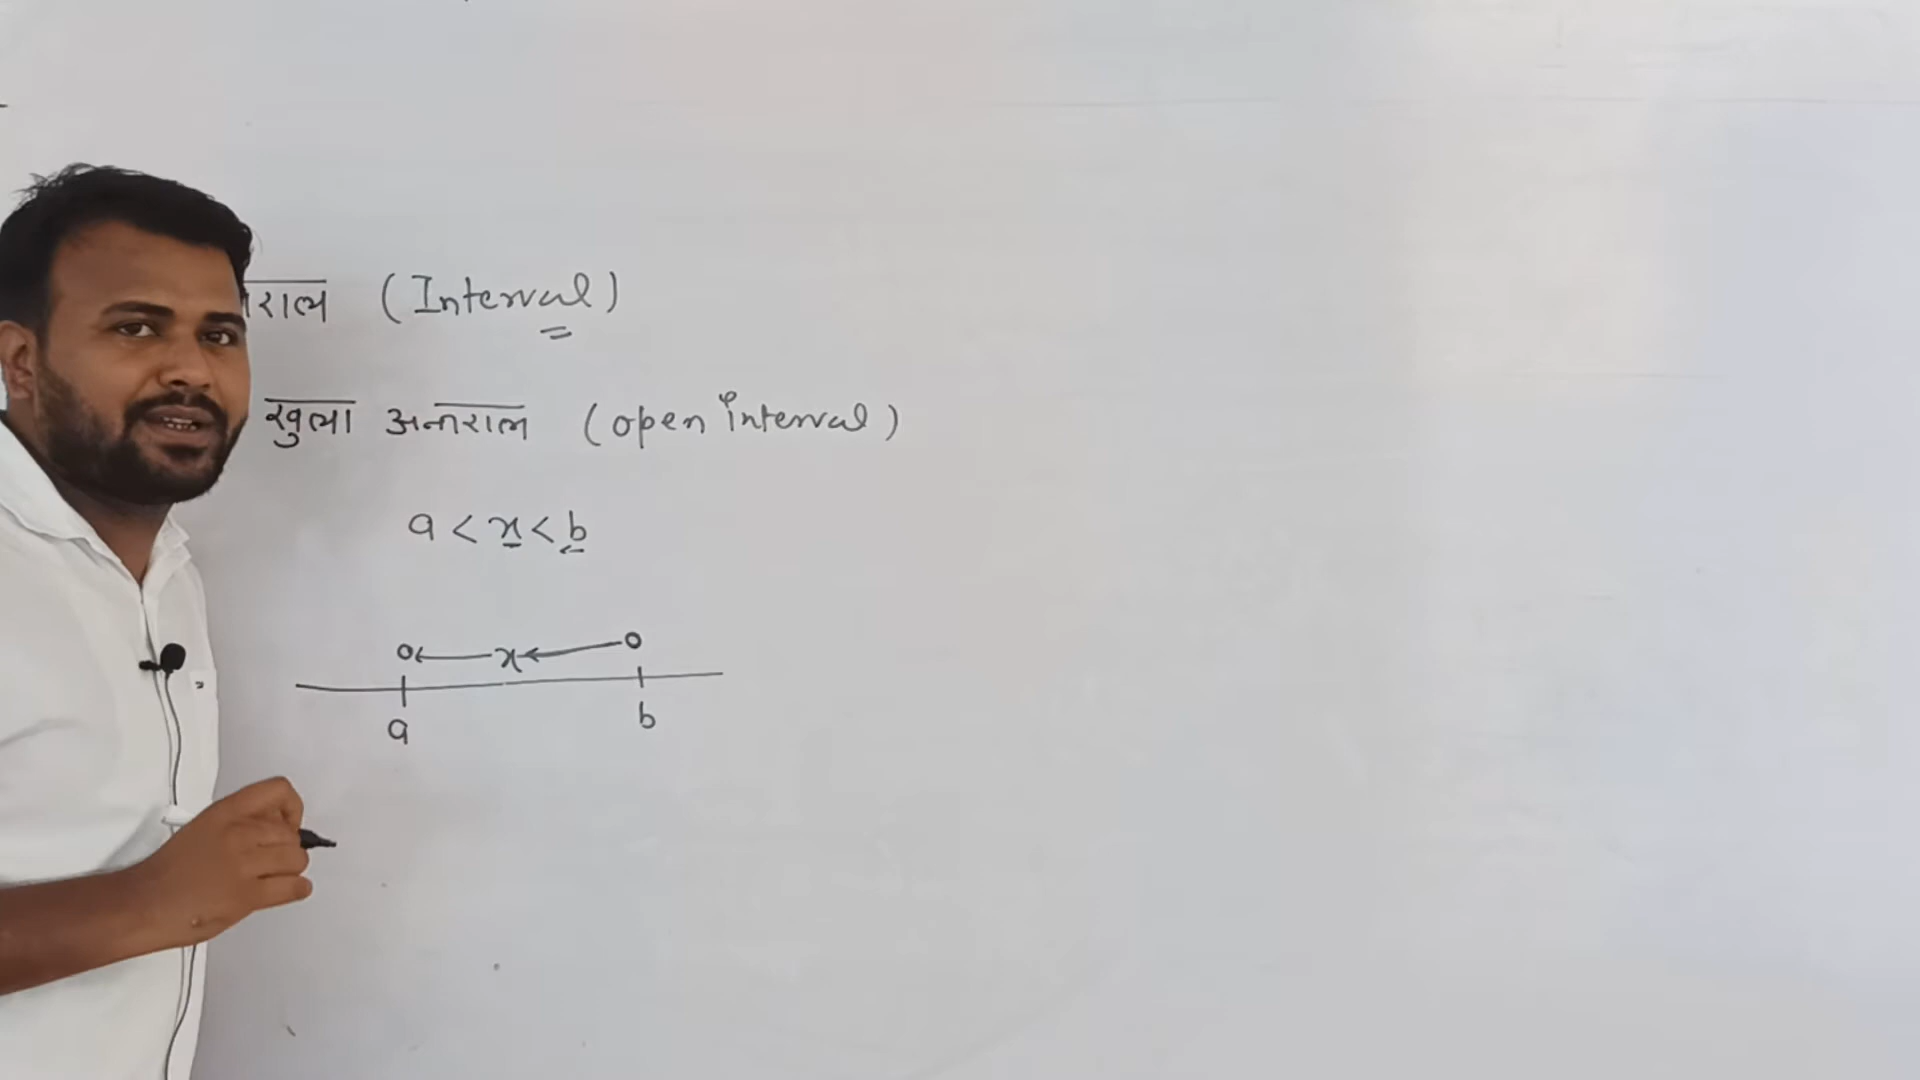 (Interval)
खुला अन्तराल (open interval)
a < x < b
x
a b